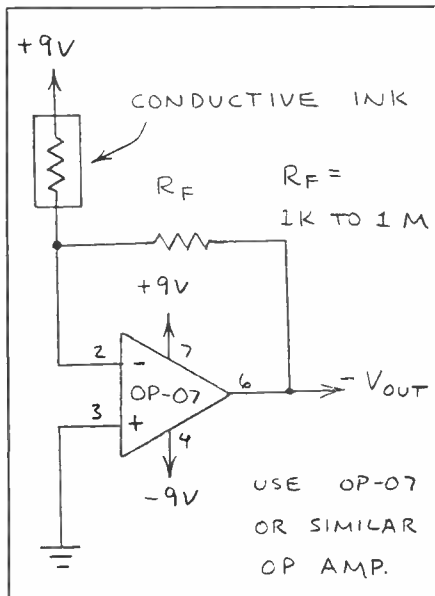 +9V
CONDUCTIVE INK
RF
RF =
1K TO 1 M
+9V
2
-
7
OP-07
6
- VOUT
3
+
4
-9V
USE OP-07
OR SIMILAR
OP AMP.